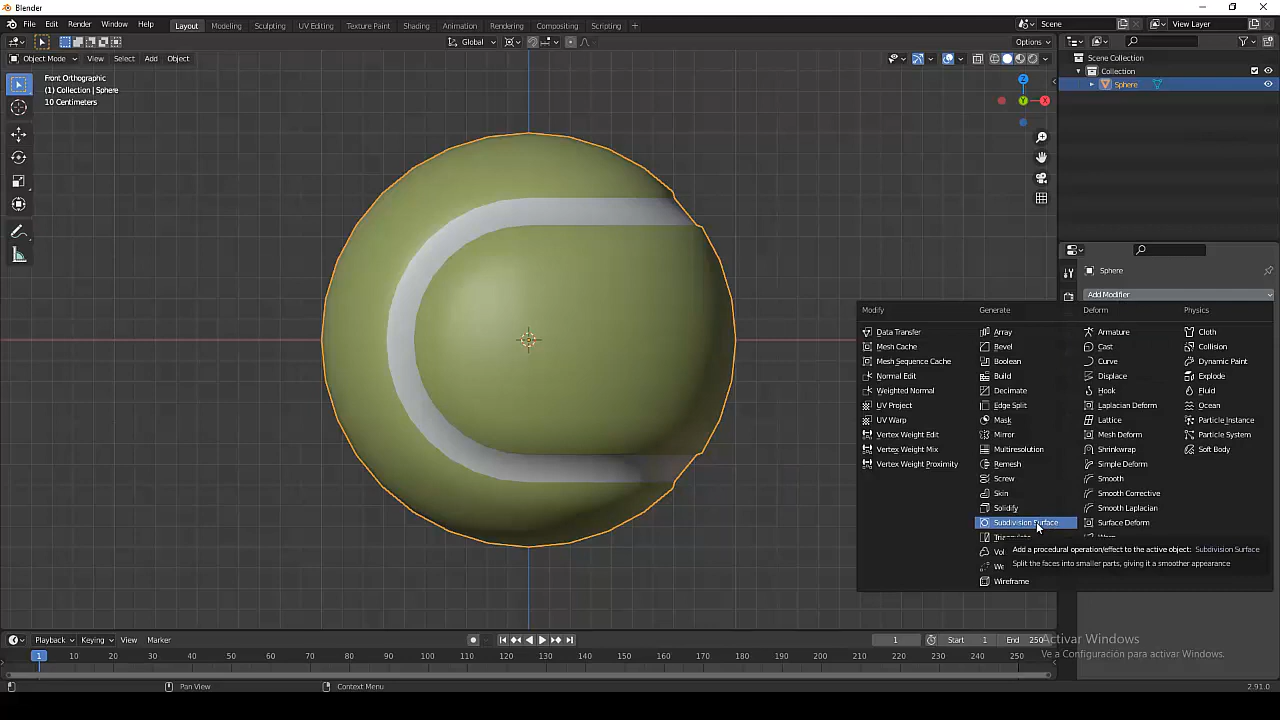 Blender
File Edit Render Window Help Layout Modeling Sculpting UV Editing Texture Paint Shading Animation Rendering Compositing Scripting + Scene View Layer
Global Options
Object Mode View Select Add Object
Front Orthographic
(1) Collection | Sphere
10 Centimeters
Z
Y
X
Scene Collection
Collection
Sphere
Sphere
Add Modifier
Modify Generate Deform Physics
Data Transfer Array Armature Cloth
Mesh Cache Bevel Cast Collision
Mesh Sequence Cache Boolean Curve Dynamic Paint
Normal Edit Build Displace Explode
Weighted Normal Decimate Hook Fluid
UV Project Edge Split Laplacian Deform Ocean
UV Warp Mask Lattice Particle Instance
Vertex Weight Edit Mirror Mesh Deform Particle System
Vertex Weight Mix Multiresolution Shrinkwrap Soft Body
Vertex Weight Proximity Remesh Simple Deform
Screw Smooth
Skin Smooth Corrective
Solidify Smooth Laplacian
Subdivision Surface Surface Deform
Add a procedural operation/effect to the active object: Subdivision Surface
Split the faces into smaller parts, giving it a smoother appearance
Wireframe
Playback Keying View Marker 1 Start 1 End 250
1 10 20 30 40 50 60 70 80 90 100 110 120 130 140 150 160 170 180 190 200 210 220 230 240 250
Activar Windows
Ve a Configuración para activar Windows.
Pan View Context Menu 2.91.0